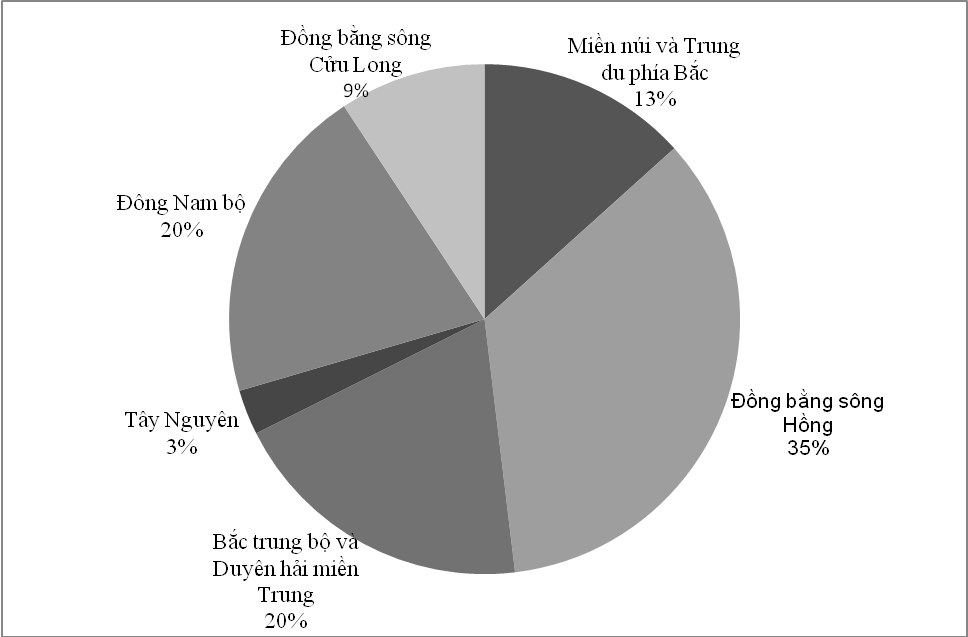 Đồng bằng sông
Cửu Long
9%
Miền núi và Trung
du phía Bắc
13%
Đông Nam bộ
20%
Đồng bằng sông
Hồng
35%
Tây Nguyên
3%
Bắc trung bộ và
Duyên hải miền
Trung
20%